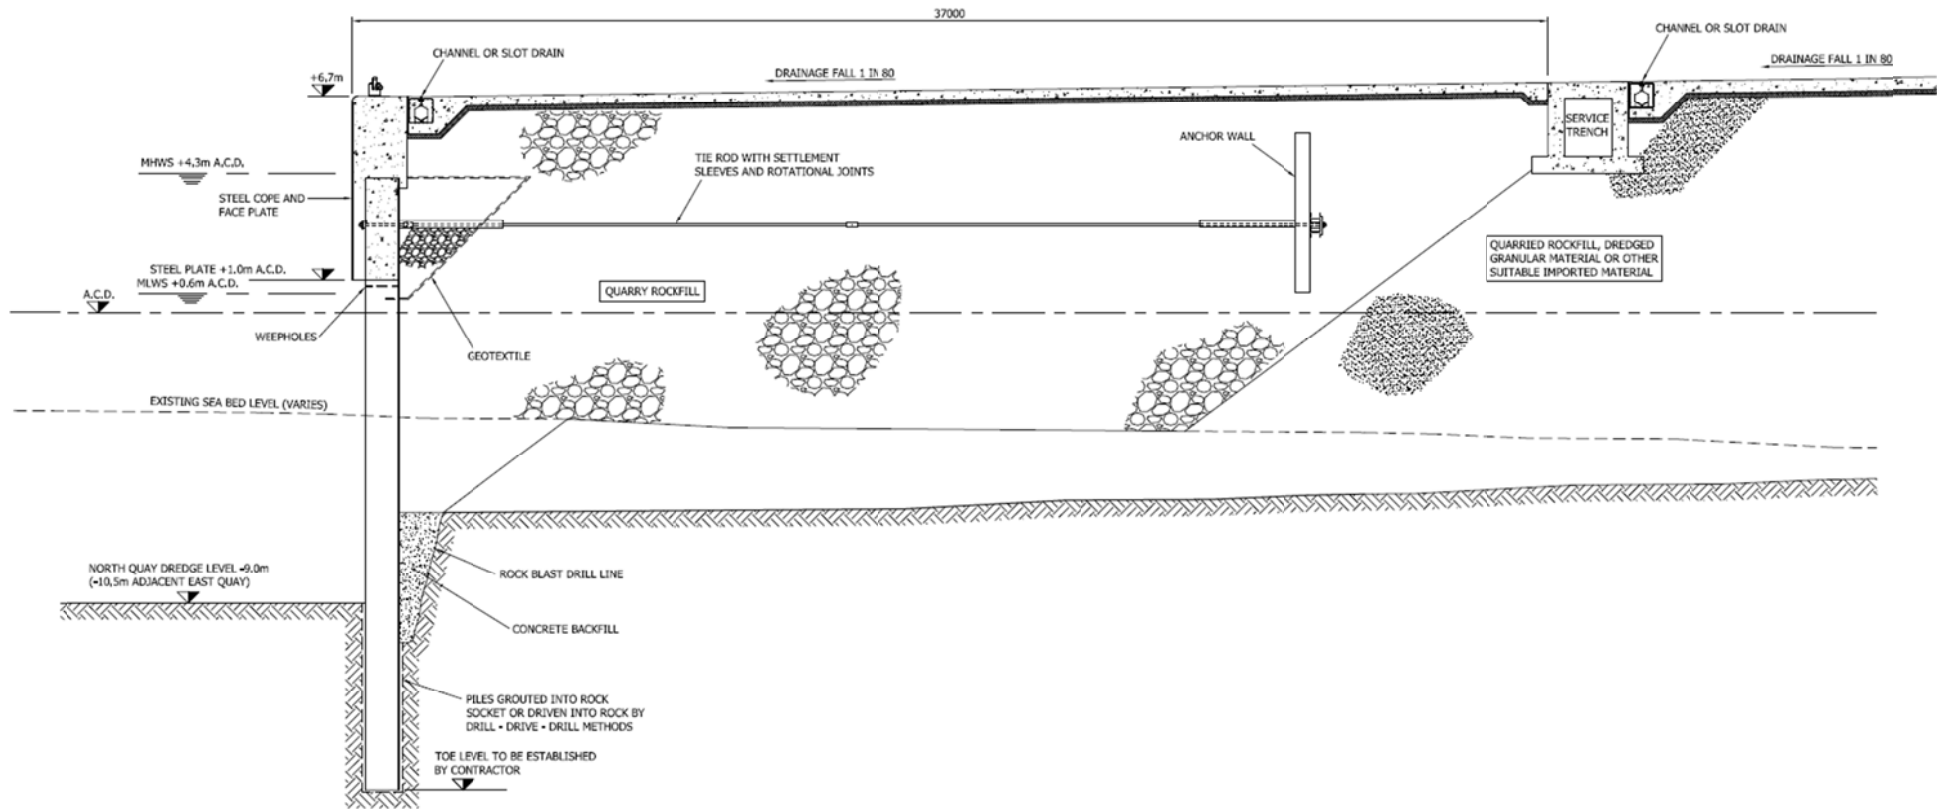 37000
CHANNEL OR SLOT DRAIN
CHANNEL OR SLOT DRAIN
DRAINAGE FALL 1 IN 80
DRAINAGE FALL 1 IN 80
+6.7m
SERVICE
TRENCH
ANCHOR WALL
MHWS +4.3m A.C.D.
TIE ROD WITH SETTLEMENT
SLEEVES AND ROTATIONAL JOINTS
STEEL COPE AND
FACE PLATE
QUARRIED ROCKFILL, DREDGED
GRANULAR MATERIAL OR OTHER
SUITABLE IMPORTED MATERIAL
STEEL PLATE +1.0m A.C.D.
MLWS +0.6m A.C.D.
A.C.D.
QUARRY ROCKFILL
WEEPHOLES
GEOTEXTILE
EXISTING SEA BED LEVEL (VARIES)
NORTH QUAY DREDGE LEVEL -9.0m
(-10.5m ADJACENT EAST QUAY)
ROCK BLAST DRILL LINE
CONCRETE BACKFILL
PILES GROUTED INTO ROCK
SOCKET OR DRIVEN INTO ROCK BY
DRILL - DRIVE - DRILL METHODS
TOE LEVEL TO BE ESTABLISHED
BY CONTRACTOR